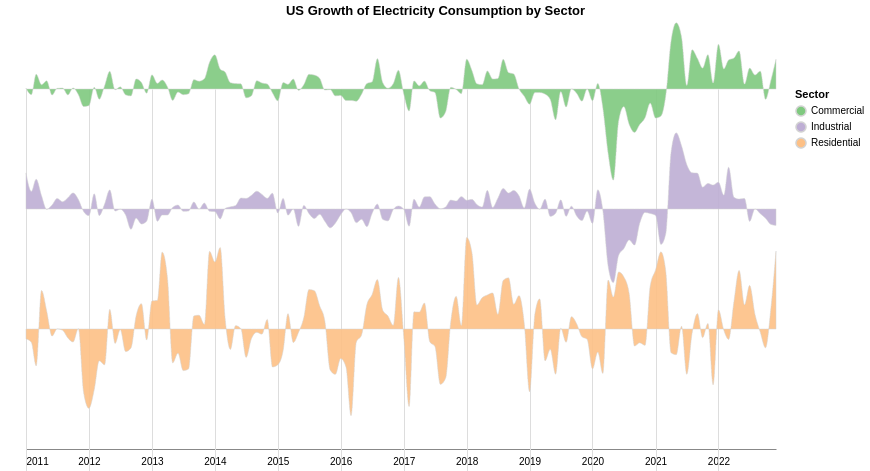 US Growth of Electricity Consumption by Sector
Sector
Commercial
Industrial
Residential
2011 2012 2013 2014 2015 2016 2017 2018 2019 2020 2021 2022